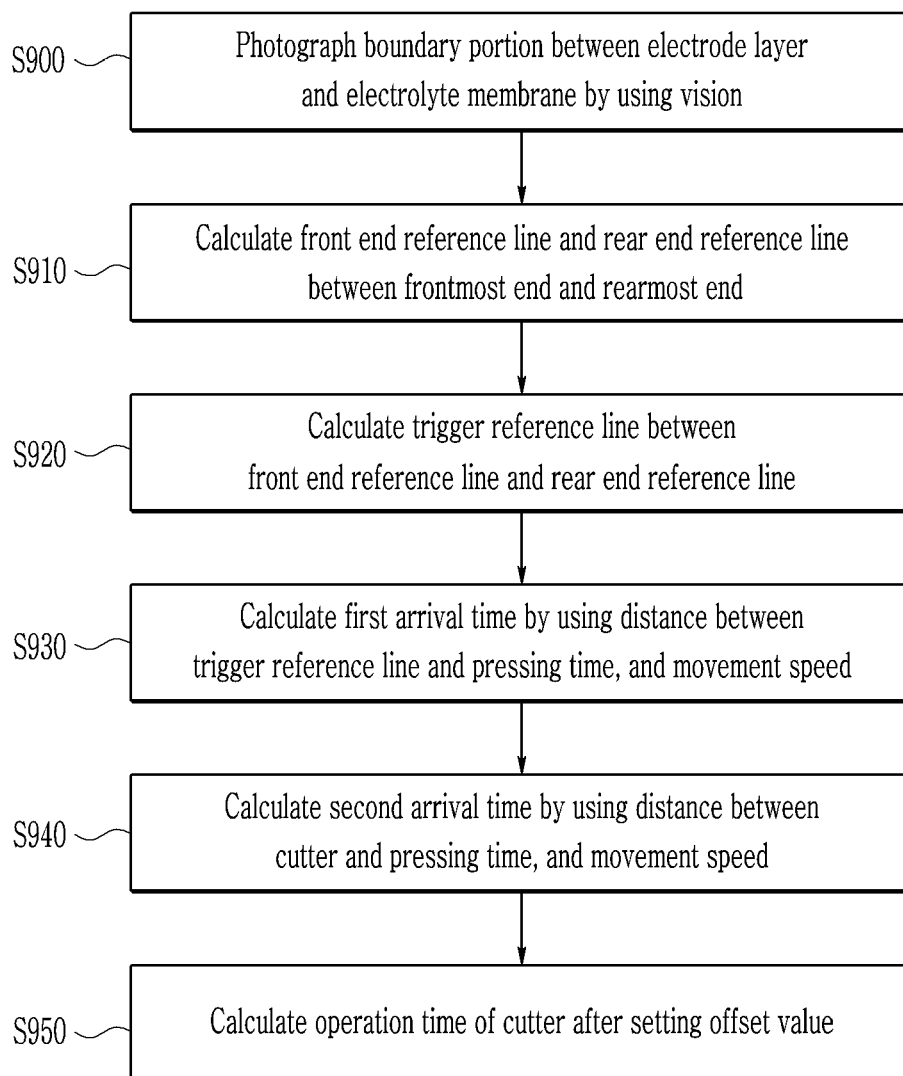 S900
Photograph boundary portion between electrode layer
and electrolyte membrane by using vision
S910
Calculate front end reference line and rear end reference line
between frontmost end and rearmost end
S920
Calculate trigger reference line between
front end reference line and rear end reference line
S930
Calculate first arrival time by using distance between
trigger reference line and pressing time, and movement speed
S940
Calculate second arrival time by using distance between
cutter and pressing time, and movement speed
S950
Calculate operation time of cutter after setting offset value